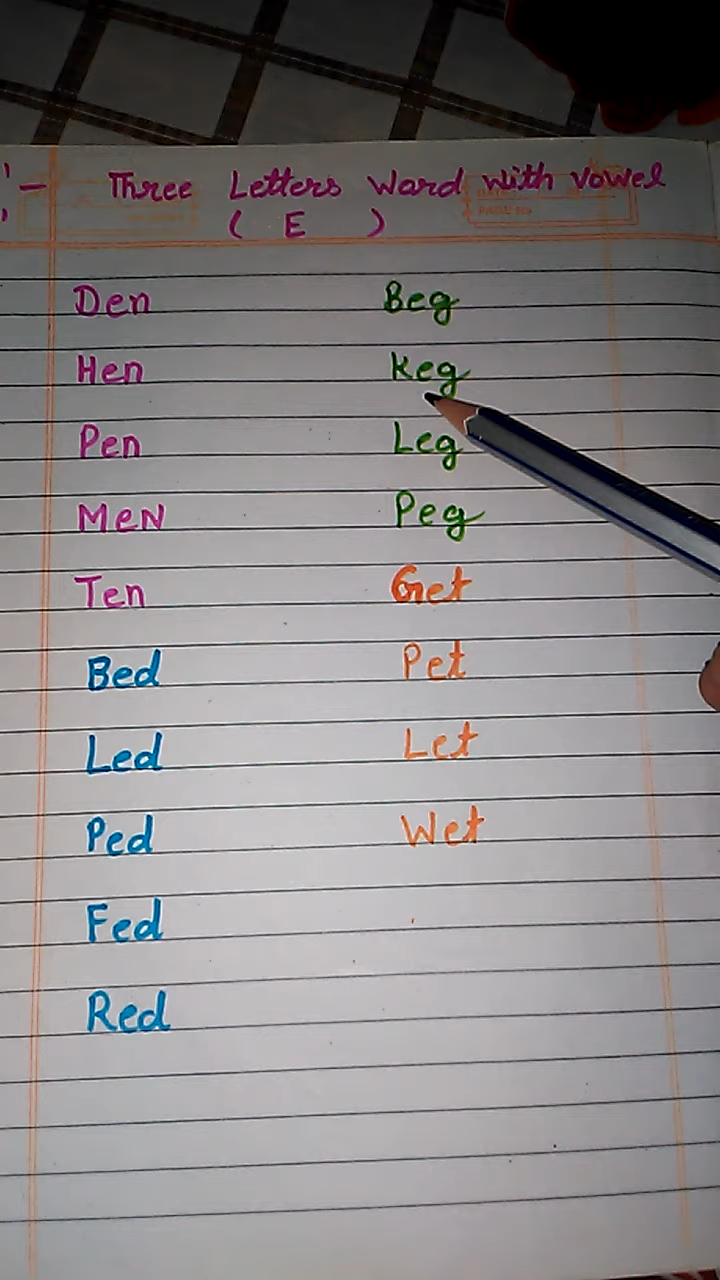 Three Letters Word with vowel
( E )
Den
Hen
Pen
MeN
Ten
Bed
Led
Ped
Fed
Red
Beg
Keg
Leg
Peg
Get
Pet
Let
Wet